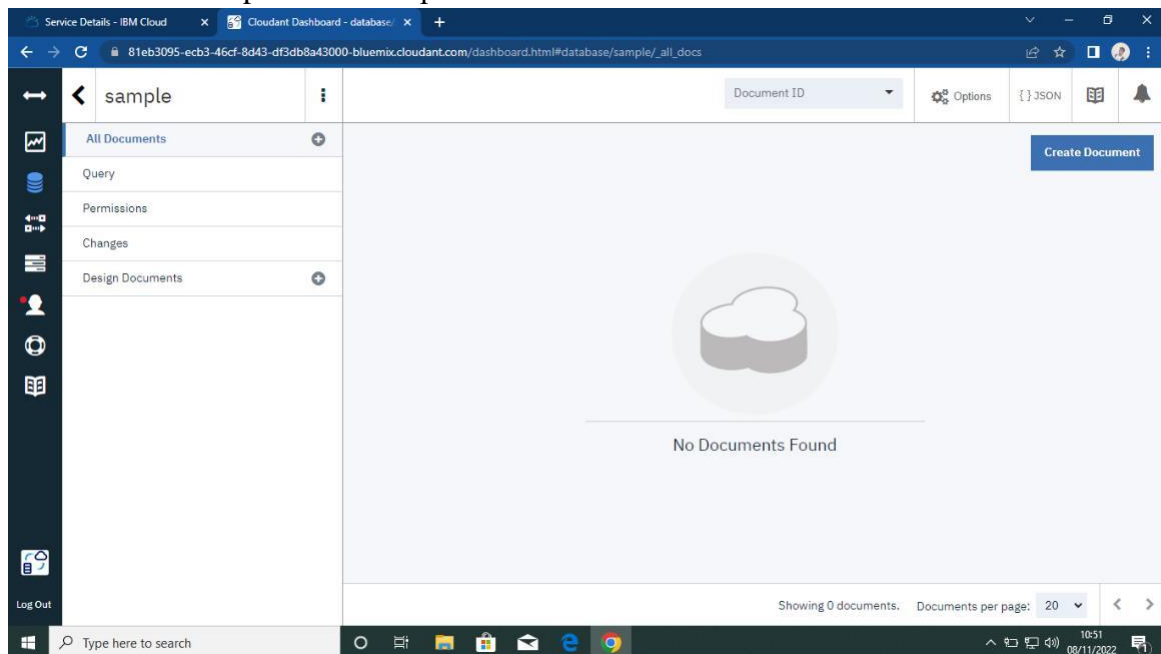 Service Details - IBM Cloud
Cloudant Dashboard - database/
81eb3095-ecb3-46cf-8d43-df3db8a43000-bluemix.cloudant.com/dashboard.html#database/sample/_all_docs
sample
Document ID
Options
{ } JSON
All Documents
Create Document
Query
Permissions
Changes
Design Documents
No Documents Found
Log Out
Showing 0 documents.
Documents per page: 20
Type here to search
10:51
08/11/2022